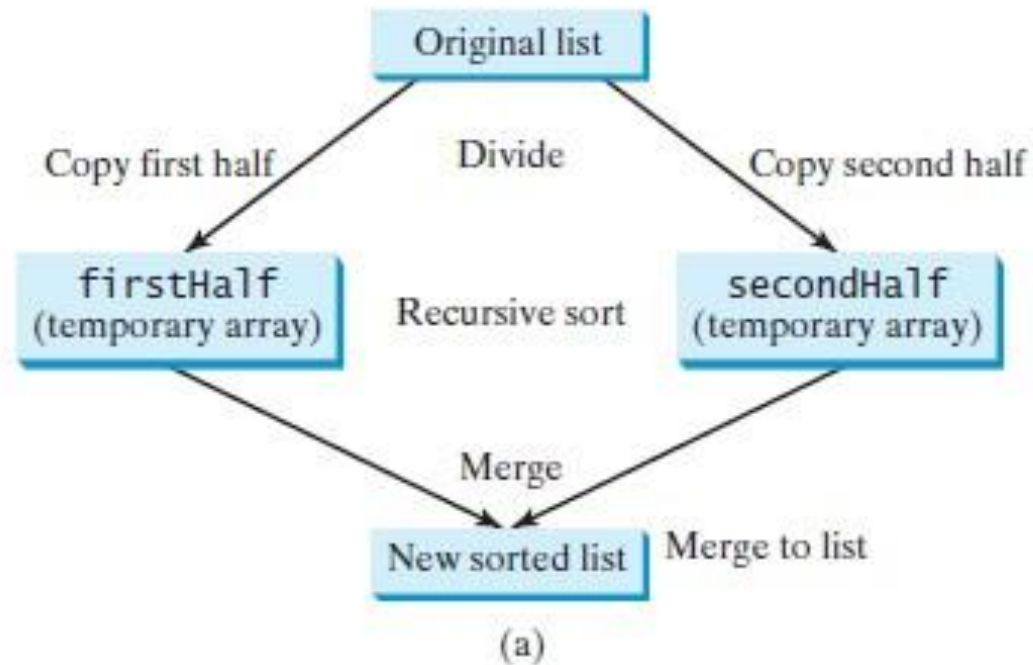 Original list
Copy first half
Divide
Copy second half
firstHalf
(temporary array)
Recursive sort
secondHalf
(temporary array)
Merge
New sorted list
Merge to list
(a)